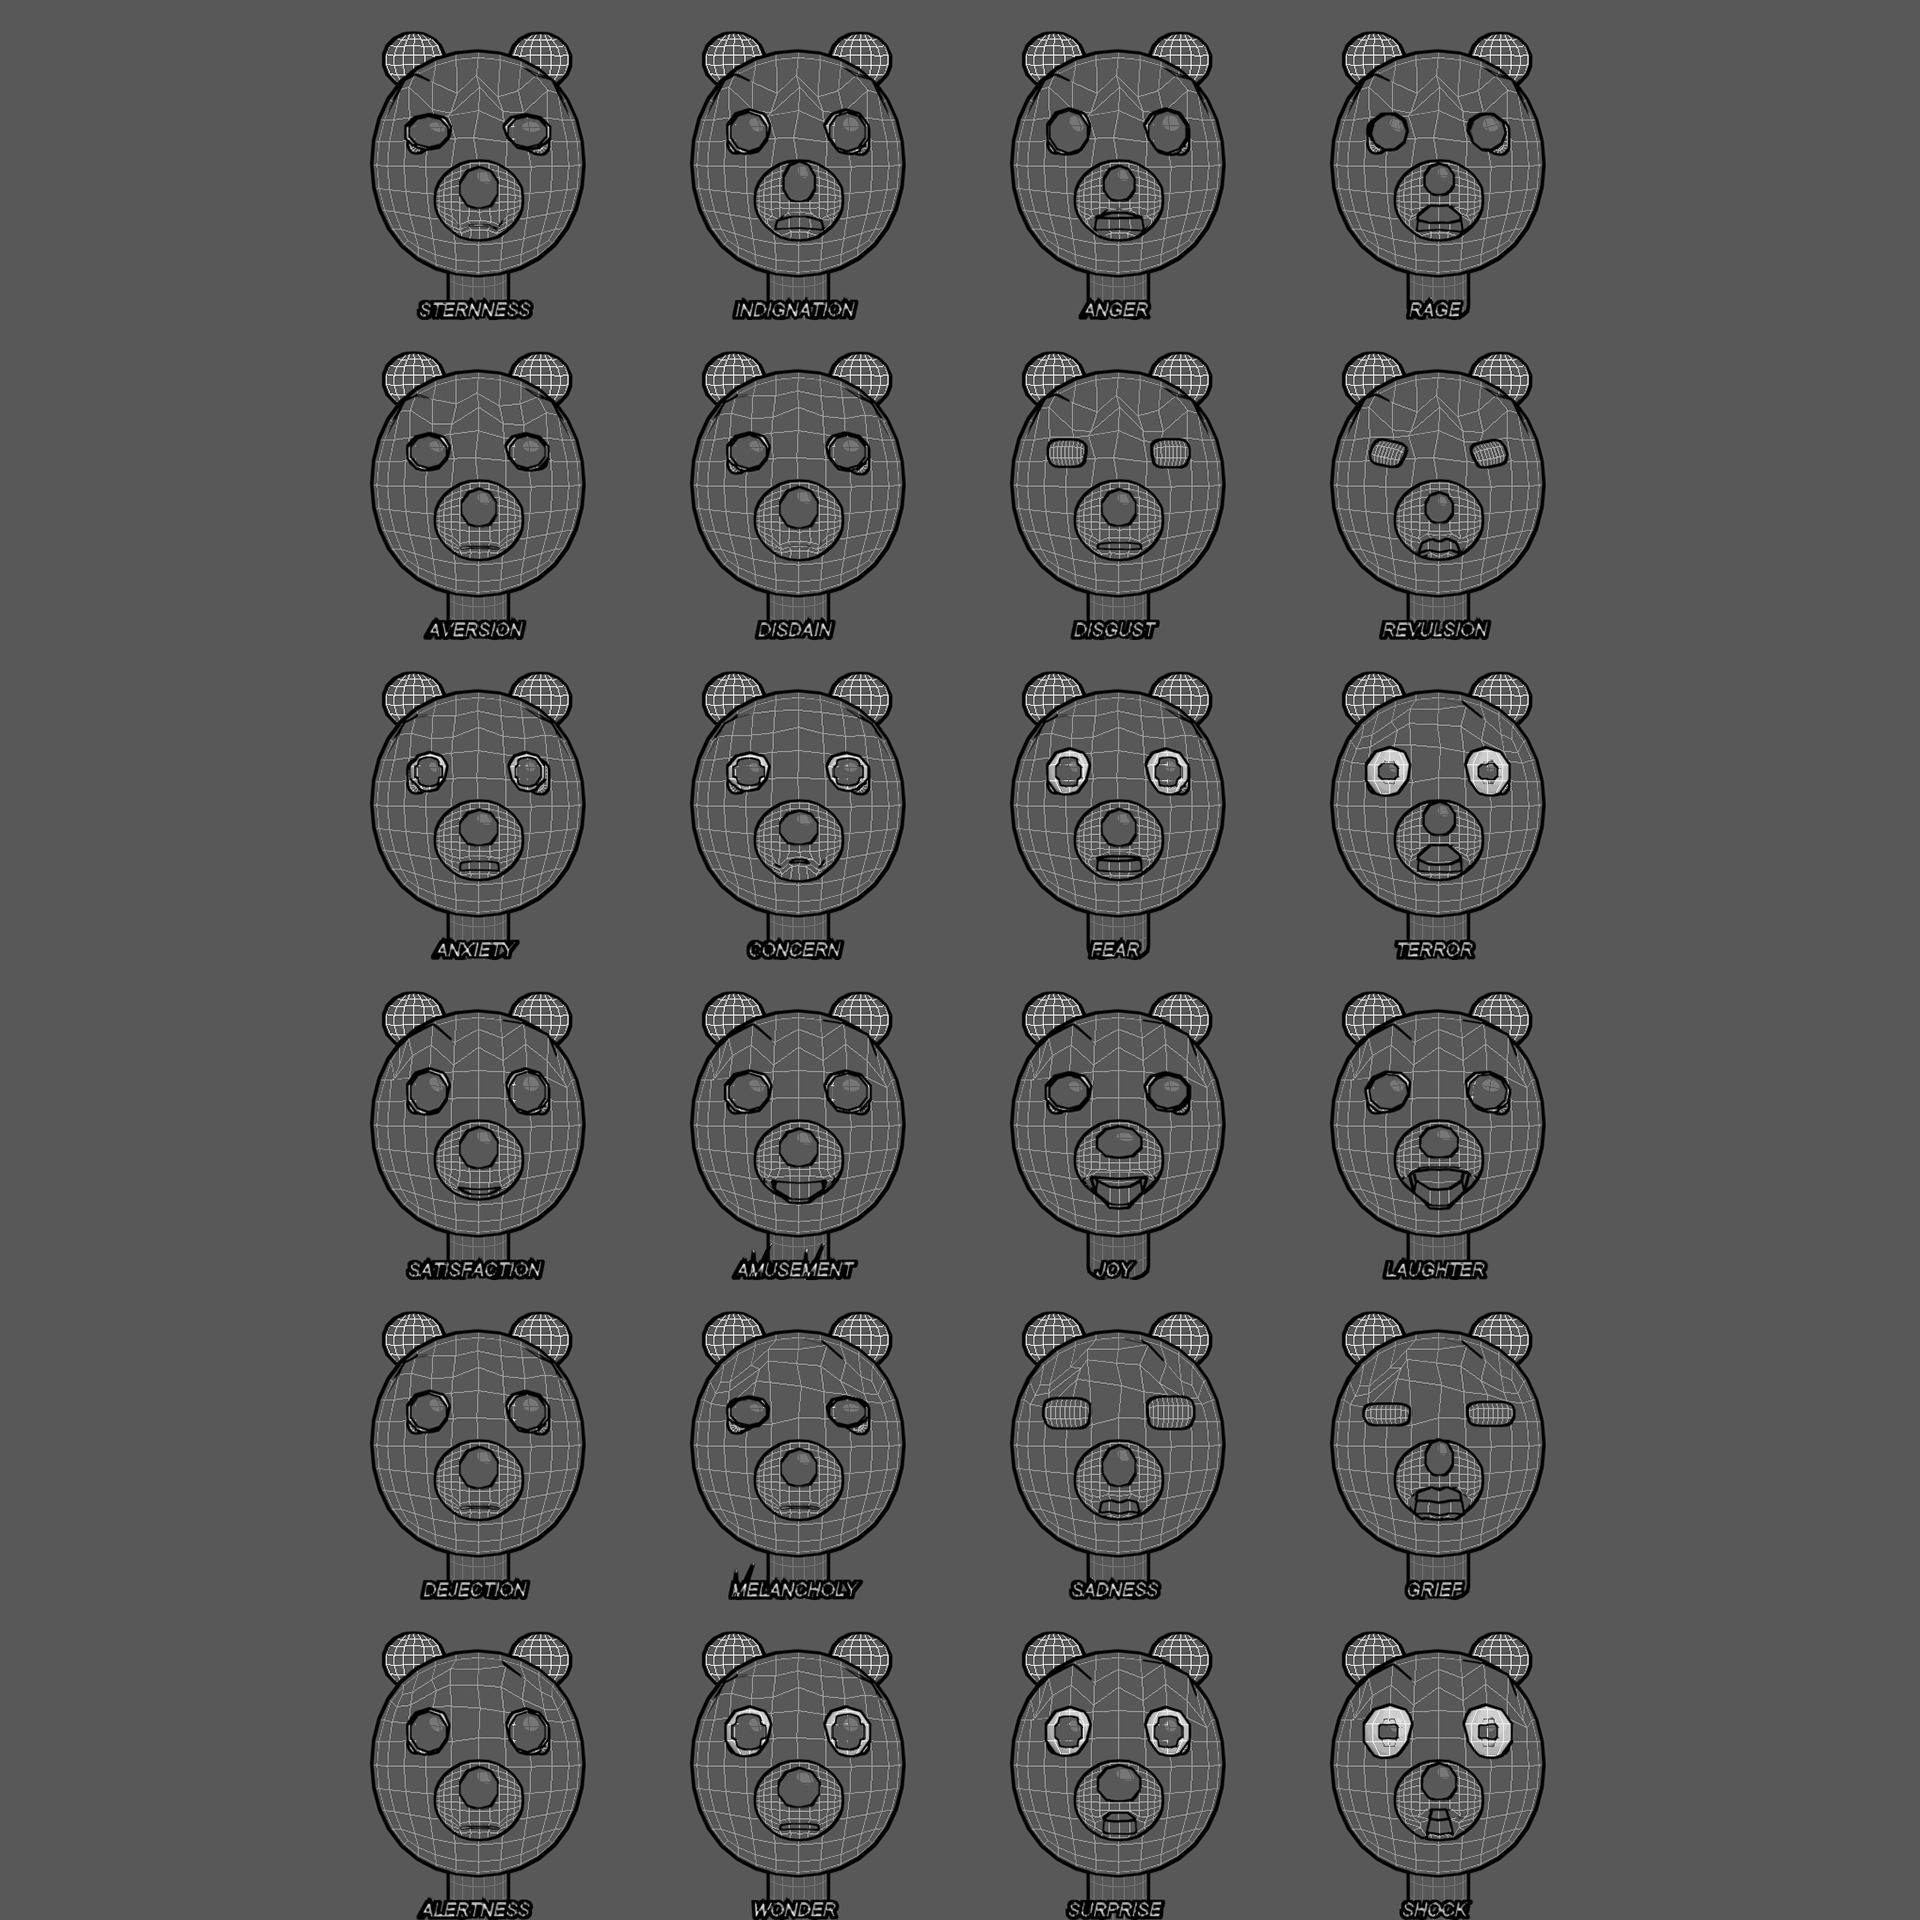 STERNNESS INDIGNATION ANGER RAGE
AVERSION DISDAIN DISGUST REVULSION
ANXIETY CONCERN FEAR TERROR
SATISFACTION AMUSEMENT JOY LAUGHTER
DEJECTION MELANCHOLY SADNESS GRIEF
ALERTNESS WONDER SURPRISE SHOCK